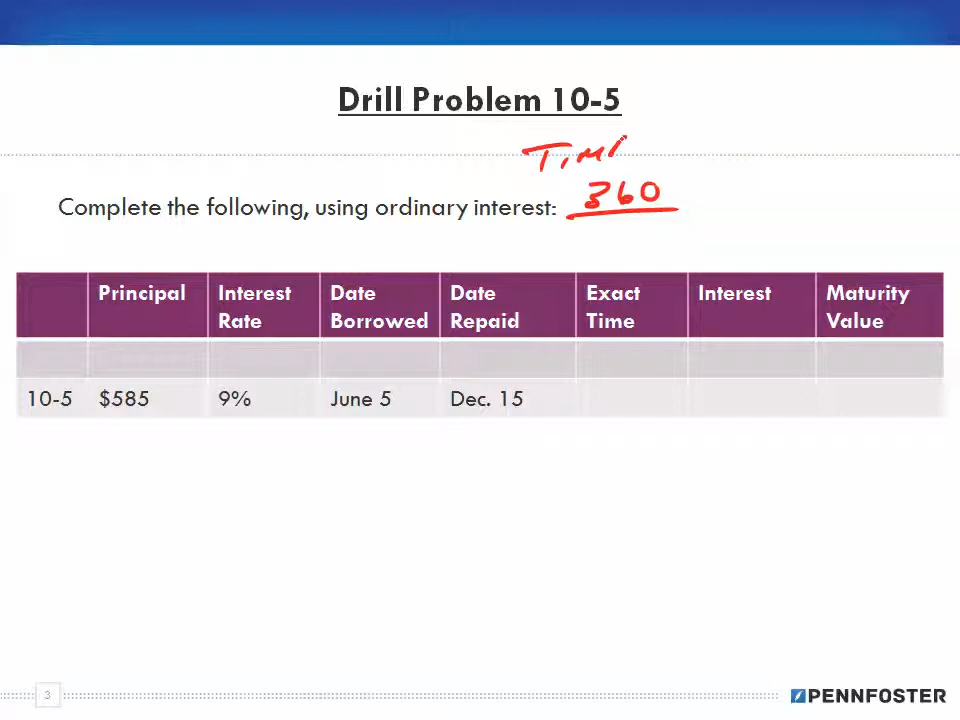 Drill Problem 10-5
Tim
Complete the following, using ordinary interest: 360
Principal Interest Rate Date Borrowed Date Repaid Exact Time Interest Maturity Value
10-5 $585 9% June 5 Dec. 15
3
PENNFOSTER